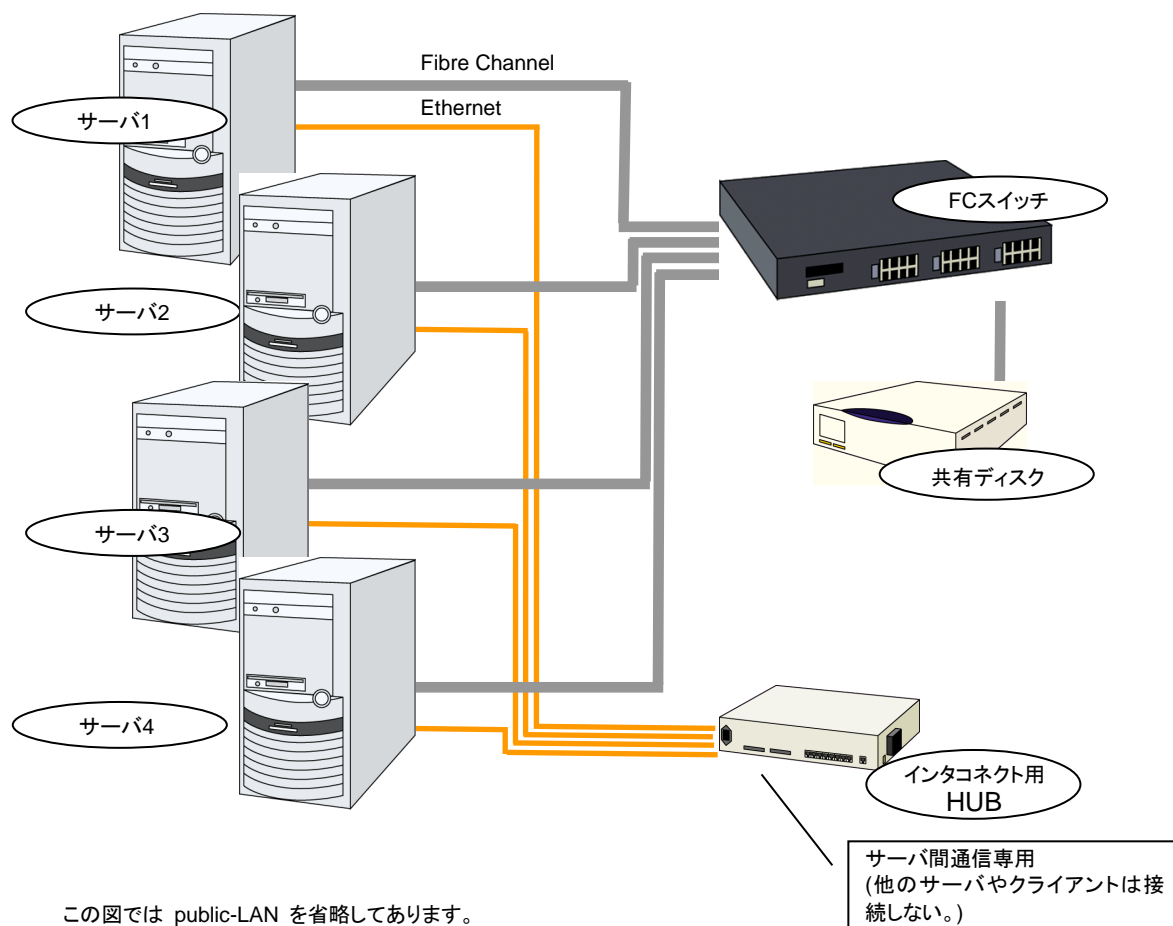 Fibre Channel
Ethernet
サーバ1
FCスイッチ
サーバ2
共有ディスク
サーバ3
サーバ4
インタコネクト用
HUB
サーバ間通信専用
(他のサーバやクライアントは接
続しない。)
この図では public-LAN を省略してあります。